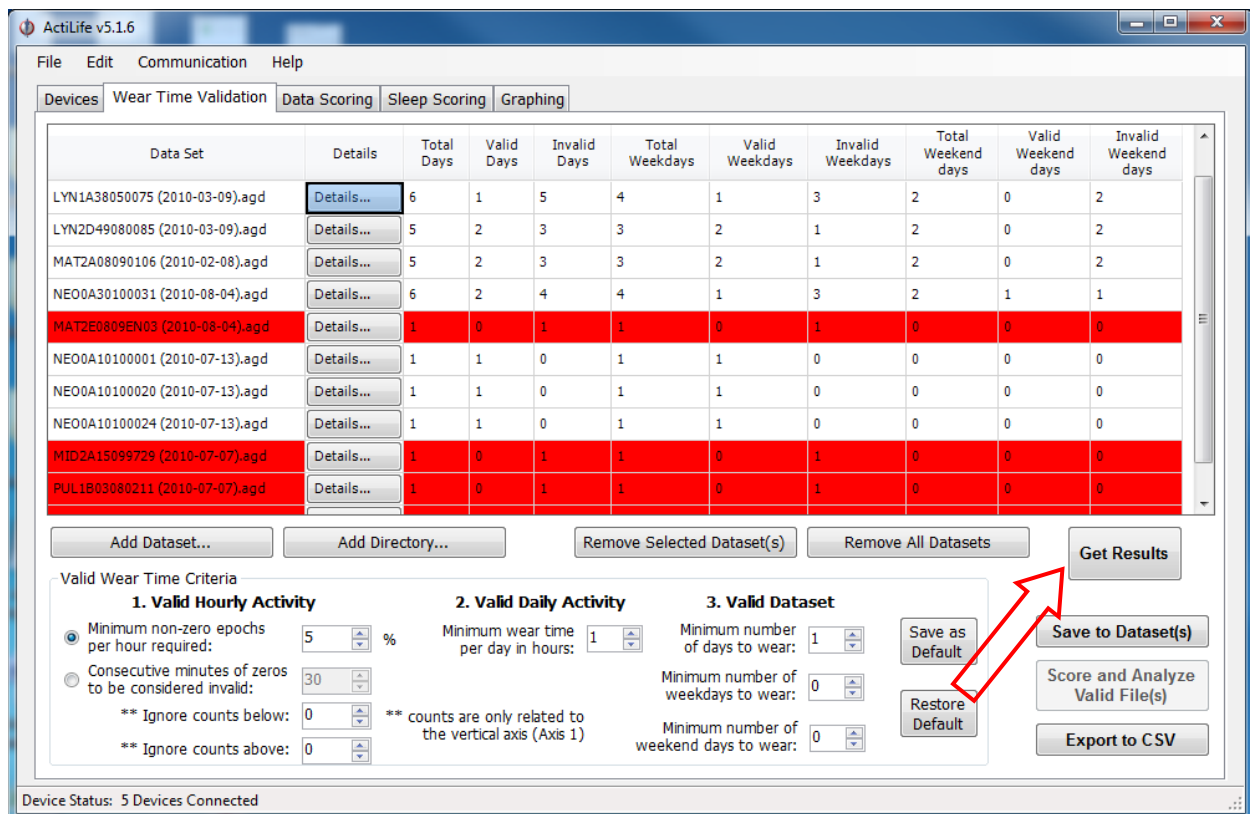 ActiLife v5.1.6
File Edit Communication Help
Devices Wear Time Validation Data Scoring Sleep Scoring Graphing
Data Set Details Total Days Valid Days Invalid Days Total Weekdays Valid Weekdays Invalid Weekdays Total Weekend days Valid Weekend days Invalid Weekend days
LYN1A38050075 (2010-03-09).agd Details... 6 1 5 4 1 3 2 0 2
LYN2D49080085 (2010-03-09).agd Details... 5 2 3 3 2 1 2 0 2
MAT2A08090106 (2010-02-08).agd Details... 5 2 3 3 2 1 2 0 2
NEO0A30100031 (2010-08-04).agd Details... 6 2 4 4 1 3 2 1 1
MAT2E0809EN03 (2010-08-04).agd Details... 1 0 1 1 0 1 0 0 0
NEO0A10100001 (2010-07-13).agd Details... 1 1 0 1 1 0 0 0 0
NEO0A10100020 (2010-07-13).agd Details... 1 1 0 1 1 0 0 0 0
NEO0A10100024 (2010-07-13).agd Details... 1 1 0 1 1 0 0 0 0
MID2A15099729 (2010-07-07).agd Details... 1 0 1 1 0 1 0 0 0
PUL1B03080211 (2010-07-07).agd Details... 1 0 1 1 0 1 0 0 0
Add Dataset... Add Directory... Remove Selected Dataset(s) Remove All Datasets
Get Results
Valid Wear Time Criteria
1. Valid Hourly Activity
Minimum non-zero epochs
per hour required: 5 %
Consecutive minutes of zeros
to be considered invalid: 30
** Ignore counts below: 0
** Ignore counts above: 0
** counts are only related to
the vertical axis (Axis 1)
2. Valid Daily Activity
Minimum wear time
per day in hours: 1
3. Valid Dataset
Minimum number
of days to wear: 1
Minimum number of
weekdays to wear: 0
Minimum number of
weekend days to wear: 0
Save as
Default
Restore
Default
Save to Dataset(s)
Score and Analyze
Valid File(s)
Export to CSV
Device Status: 5 Devices Connected